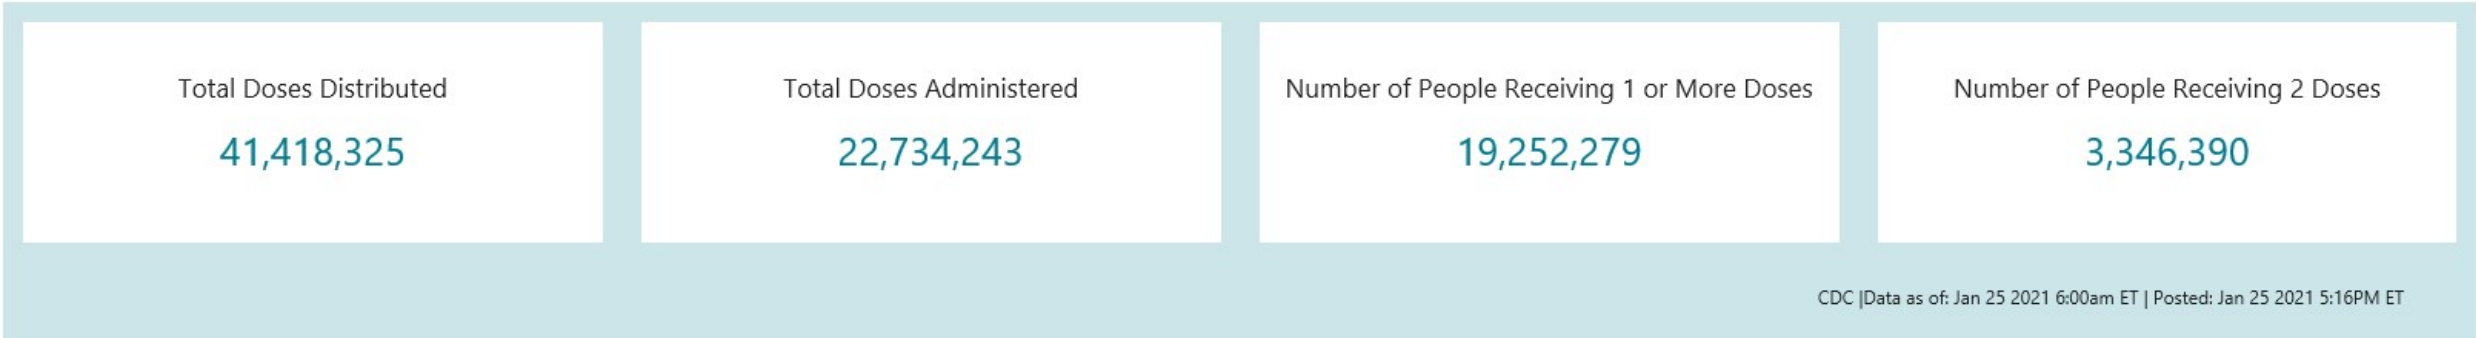 Total Doses Distributed
41,418,325
Total Doses Administered
22,734,243
Number of People Receiving 1 or More Doses
19,252,279
Number of People Receiving 2 Doses
3,346,390
CDC |Data as of: Jan 25 2021 6:00am ET | Posted: Jan 25 2021 5:16PM ET